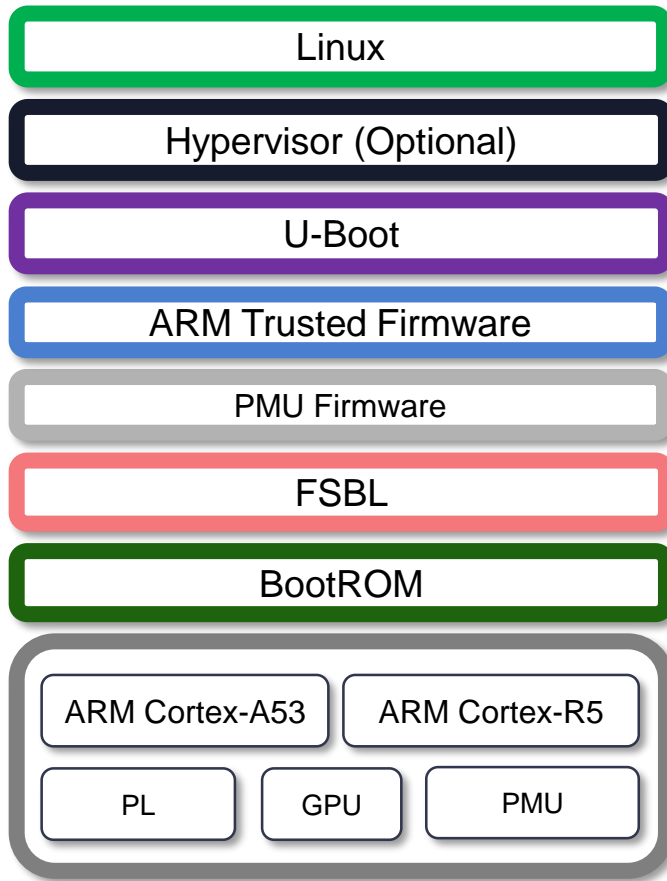 Linux
Hypervisor (Optional)
U-Boot
ARM Trusted Firmware
PMU Firmware
FSBL
BootROM
ARM Cortex-A53
ARM Cortex-R5
PL
GPU
PMU